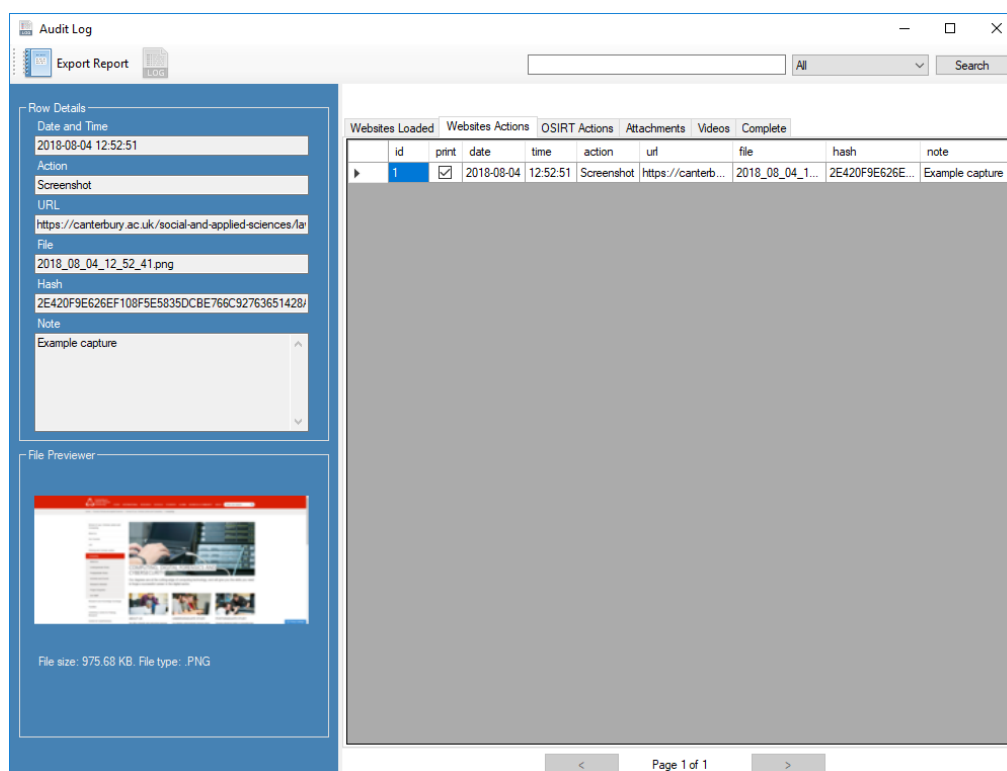 Audit Log
Export Report
LOG
All
Search
Row Details
Date and Time
2018-08-04 12:52:51
Action
Screenshot
URL
https://canterbury.ac.uk/social-and-applied-sciences/la
File
2018_08_04_12_52_41.png
Hash
2E420F9E626EF108F5E5835DCBE766C92763651428/
Note
Example capture
File Previewer
File size: 975.68 KB. File type: .PNG
Websites Loaded Websites Actions OSIRT Actions Attachments Videos Complete
id print date time action url file hash note
1 2018-08-04 12:52:51 Screenshot https://canterb... 2018_08_04_1... 2E420F9E626E... Example capture
< Page 1 of 1 >